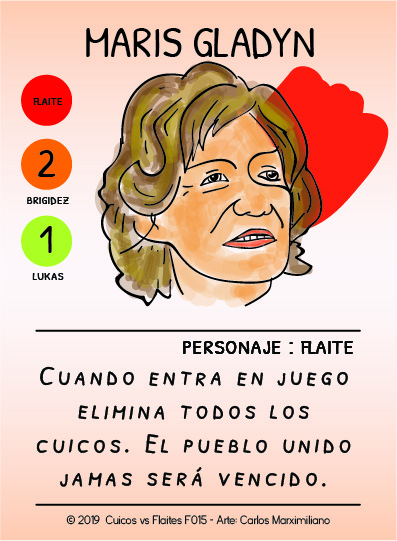 MARIS GLADYN
FLAITE
2
BRIGIDEZ
1
LUKAS
PERSONAJE : FLAITE
CUANDO ENTRA EN JUEGO
ELIMINA TODOS LOS
CUICOS. EL PUEBLO UNIDO
JAMAS SERÁ VENCIDO.
© 2019 Cuicos vs Flaites F015 - Arte: Carlos Marximiliano